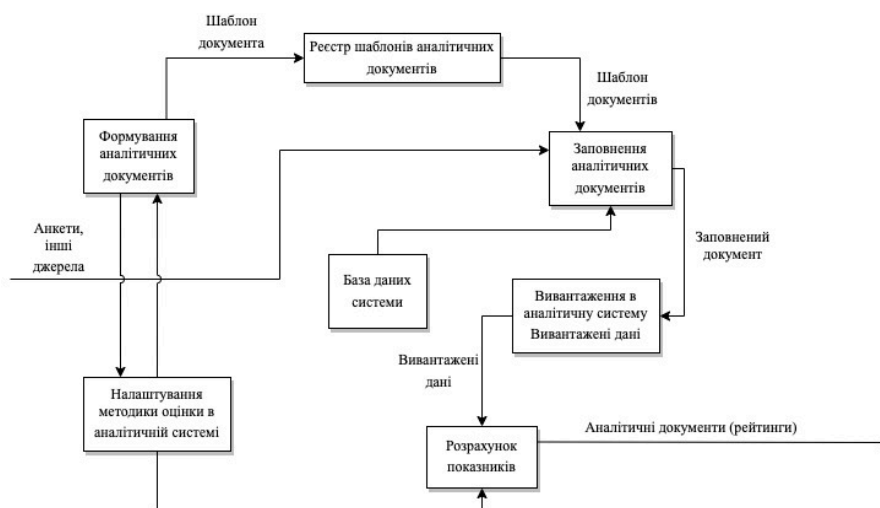 Шаблон
документа
Реєстр шаблонів аналітичних
документів
Шаблон
документів
Формування
аналітичних
документів
Заповнення
аналітичних
документів
Анкети,
інші
джерела
Заповнений
документ
База даних
системи
Вивантаження в
аналітичну систему
Вивантажені дані
Вивантажені
дані
Налаштування
методики оцінки в
аналітичній системі
Розрахунок
показників
Аналітичні документи (рейтинги)